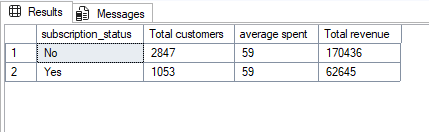 Results Messages
subscription_status Total customers average spent Total revenue
1 No 2847 59 170436
2 Yes 1053 59 62645